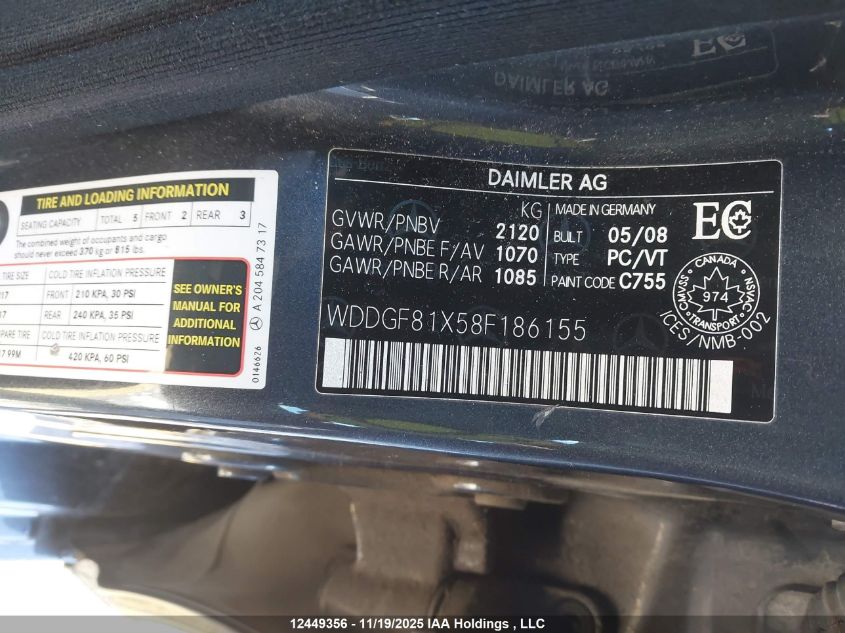 DAIMLER AG
EC
TIRE AND LOADING INFORMATION
SEATING CAPACITY TOTAL 5 FRONT 2 REAR 3
The combined weight of occupants and cargo
should never exceed 370 kg or 815 lbs.
TIRE SIZE COLD TIRE INFLATION PRESSURE
FRONT 210 KPA, 30 PSI
REAR 240 KPA, 35 PSI
COLD TIRE INFLATION PRESSURE
420 KPA, 60 PSI
SEE OWNER'S
MANUAL FOR
ADDITIONAL
INFORMATION
A 204 584 73 17
0146626
DAIMLER AG
KG MADE IN GERMANY
GVWR/PNBV 2120 BUILT 05/08
GAWR/PNBE F/AV 1070 TYPE PC/VT
GAWR/PNBE R/AR 1085 PAINT CODE C755
WDDGF81X58F186155
EC
CANADA
CMVSS 974 NSVAC
TRANSPORT
ICES/NMB-002
12449356 - 11/19/2025 IAA Holdings , LLC